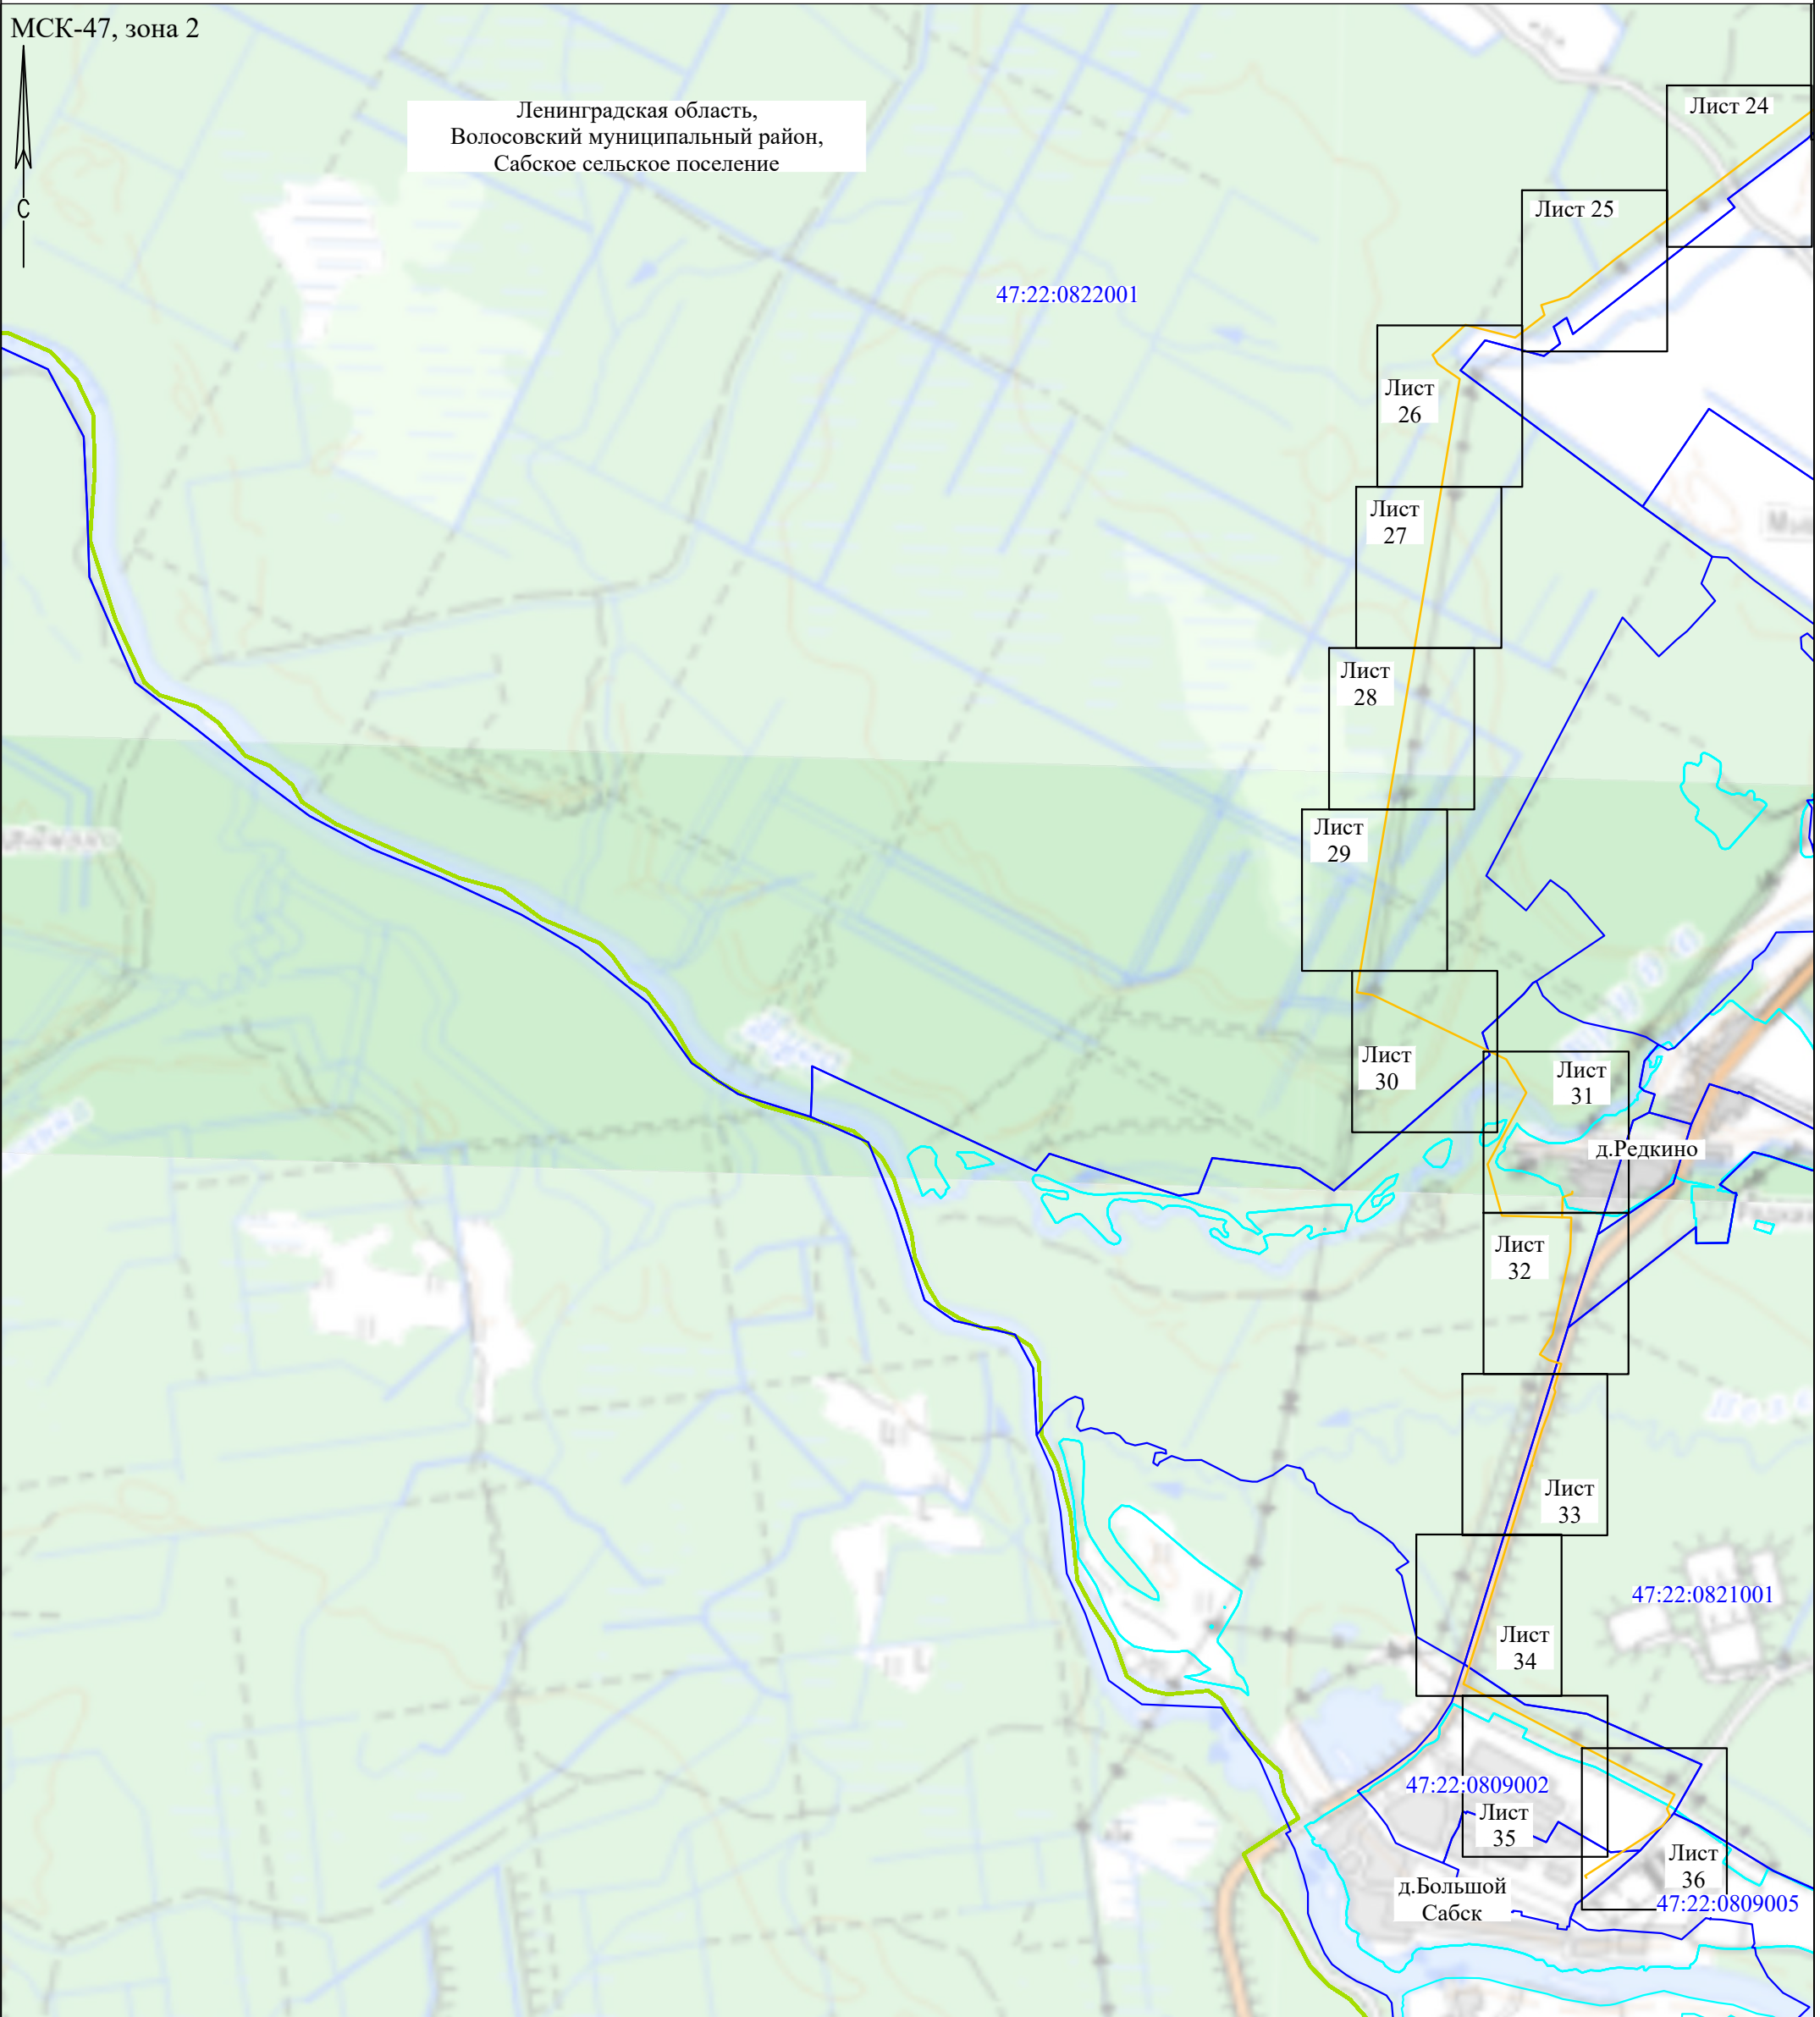 МСК-47, зона 2
С
Ленинградская область,
Волосовский муниципальный район,
Сабское сельское поселение
Лист 24
Лист 25
47:22:0822001
Лист
26
Лист
27
Лист
28
Лист
29
Лист
30
Лист
31
д.Редкино
Лист
32
Лист
33
47:22:0821001
Лист
34
47:22:0809002
Лист
35
Лист
36
д.Большой
Сабск
47:22:0809005